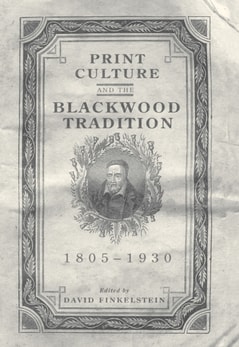 PRINT
CULTURE
AND THE
BLACKWOOD
TRADITION
1805–1930
Edited by
DAVID FINKELSTEIN